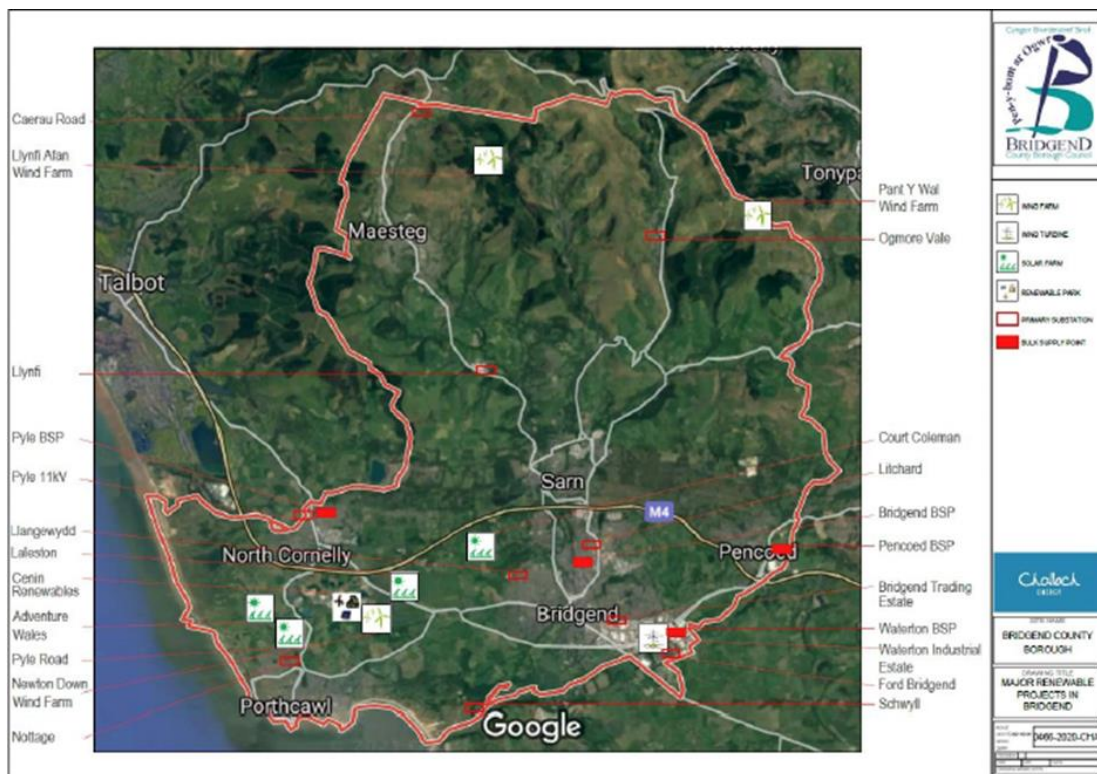 Caerau Road
Llynfi Afan
Wind Farm
Llynfi
Pyle BSP
Pyle 11kV
Llangewydd
Laleston
Cenin
Renewables
Adventure
Wales
Pyle Road
Newton Down
Wind Farm
Nottage
Maesteg
Talbot
Tonypa
Sarn
M4
North Cornelly
Pencoed
Bridgend
Porthcawl
Google
Pant Y Wal
Wind Farm
Ogmore Vale
Court Coleman
Litchard
Bridgend BSP
Pencoed BSP
Bridgend Trading
Estate
Waterton BSP
Waterton Industrial
Estate
Ford Bridgend
Schwyll
BRIDGEND
County Borough Council
WIND FARM
WIND TURBINE
SOLAR FARM
RENEWABLE PARK
PRIMARY SUBSTATION
BULK SUPPLY POINT
Challoch
ENERGY
BRIDGEND COUNTY
BOROUGH
DRAWING TITLE
MAJOR RENEWABLE
PROJECTS IN
BRIDGEND